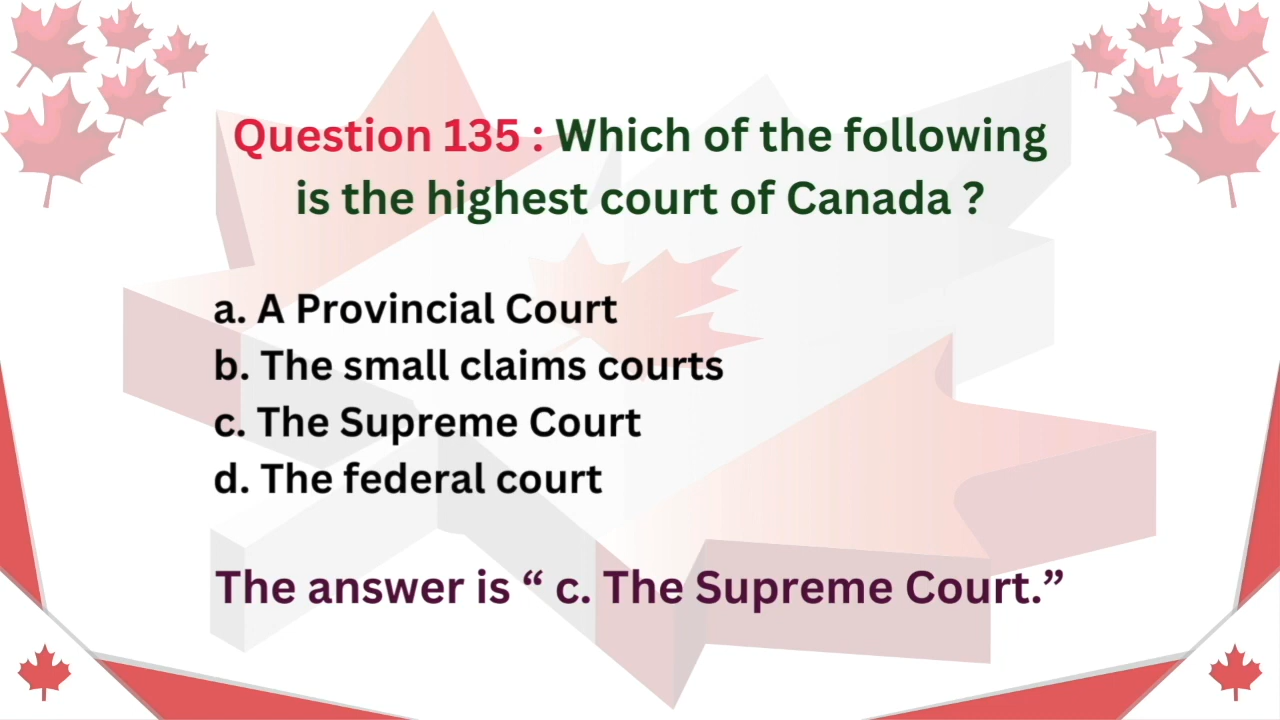 Question 135 : Which of the following
is the highest court of Canada ?
a. A Provincial Court
b. The small claims courts
c. The Supreme Court
d. The federal court
The answer is “ c. The Supreme Court.”